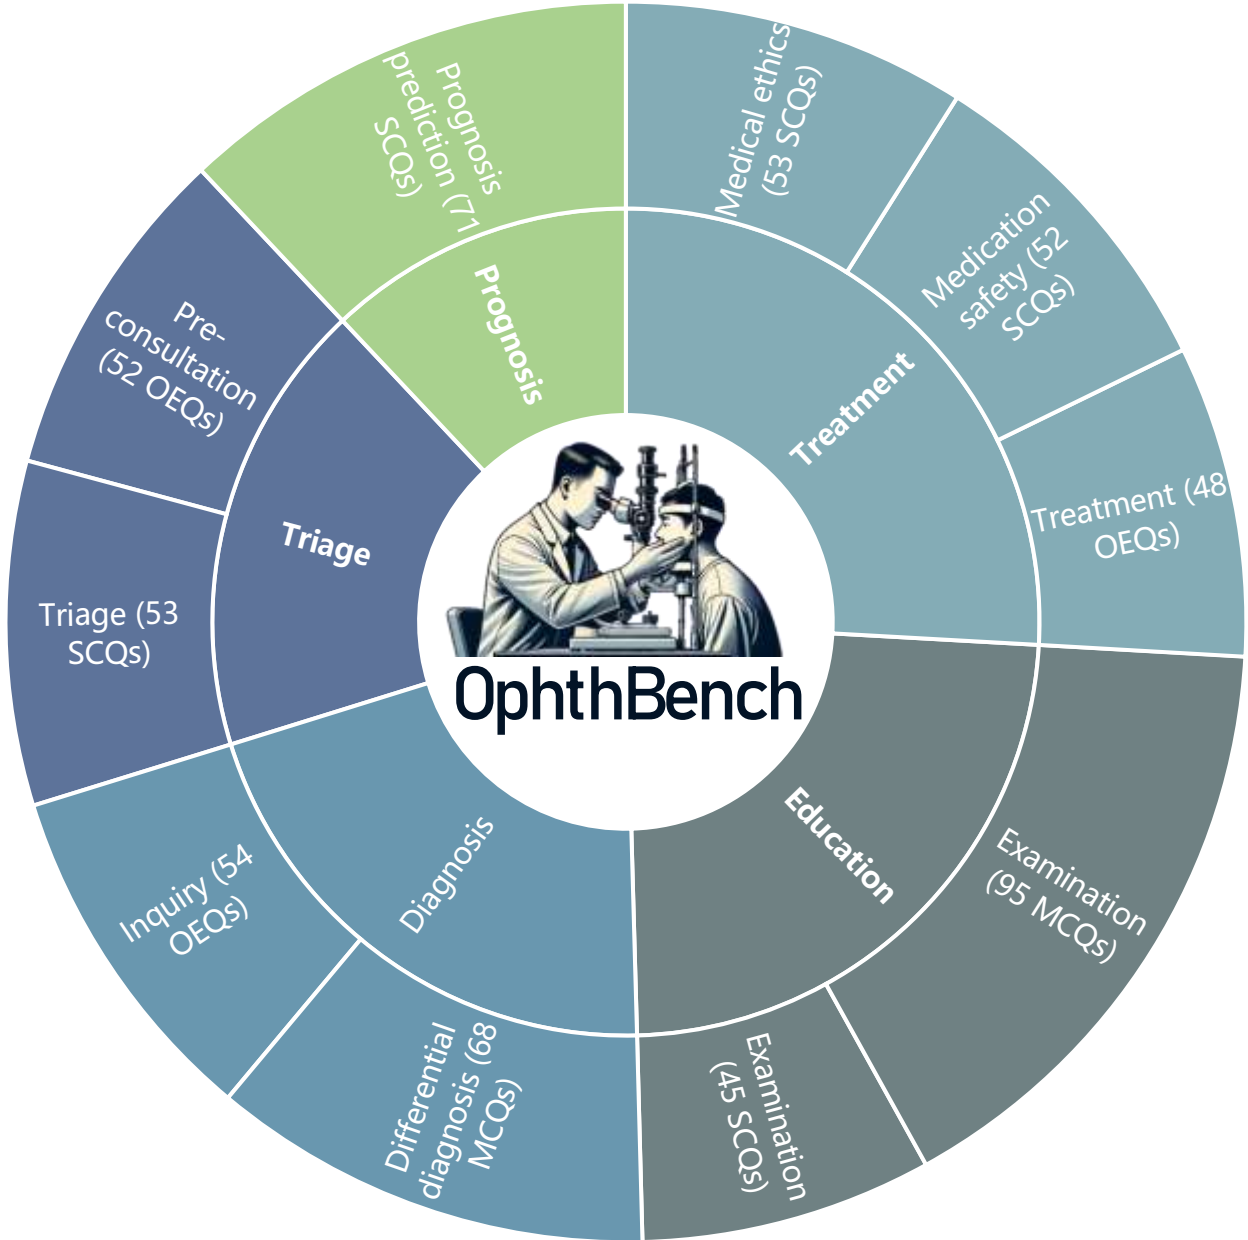 Prognosis
prediction (71
SCQs)
Medical ethics
(53 SCQs)
Medication
safety (52
SCQs)
Treatment (48
OEQs)
Examination
(95 MCQs)
Examination
(45 SCQs)
Differential
diagnosis (68
MCQs)
Inquiry (54
OEQs)
Triage (53
SCQs)
Pre-
consultation
(52 OEQs)
Prognosis
Treatment
Education
Diagnosis
Triage
OphthBench